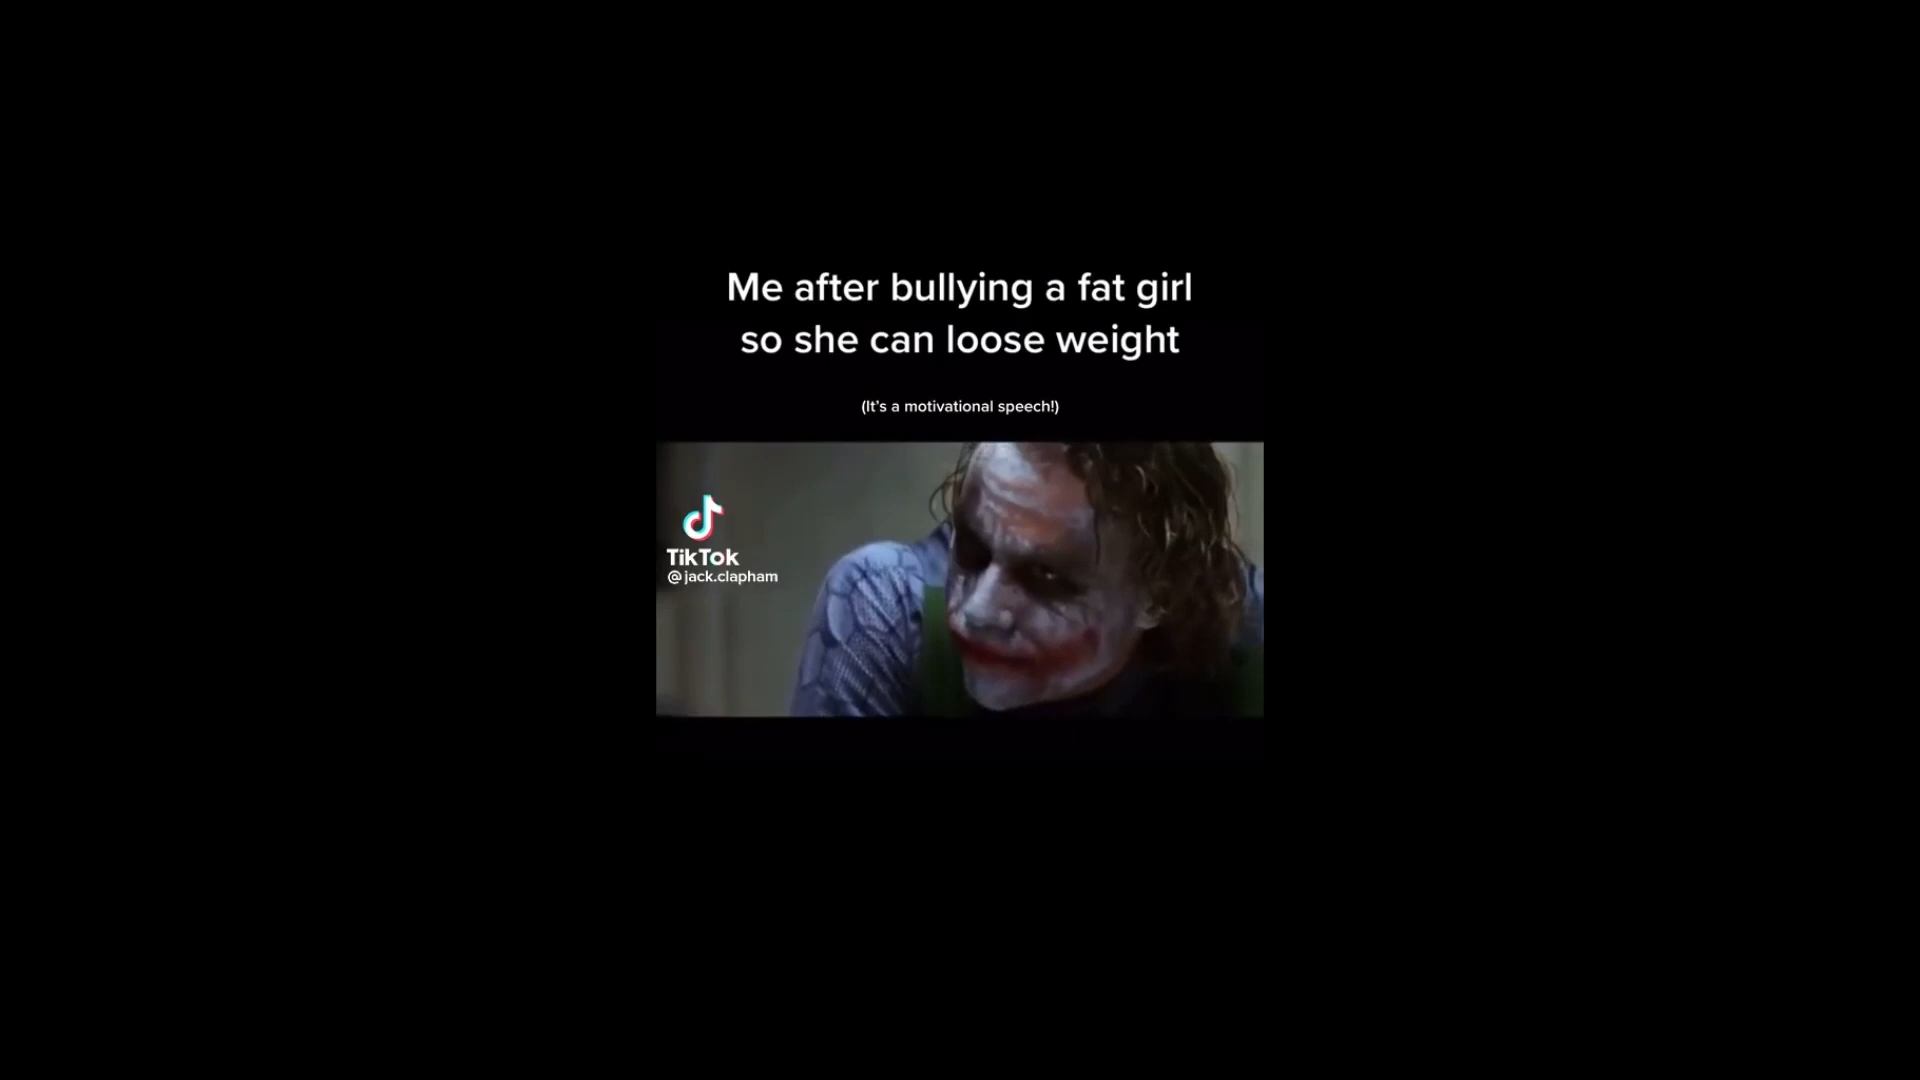 Me after bullying a fat girl
so she can loose weight
(It's a motivational speech!)
TikTok
@jack.clapham